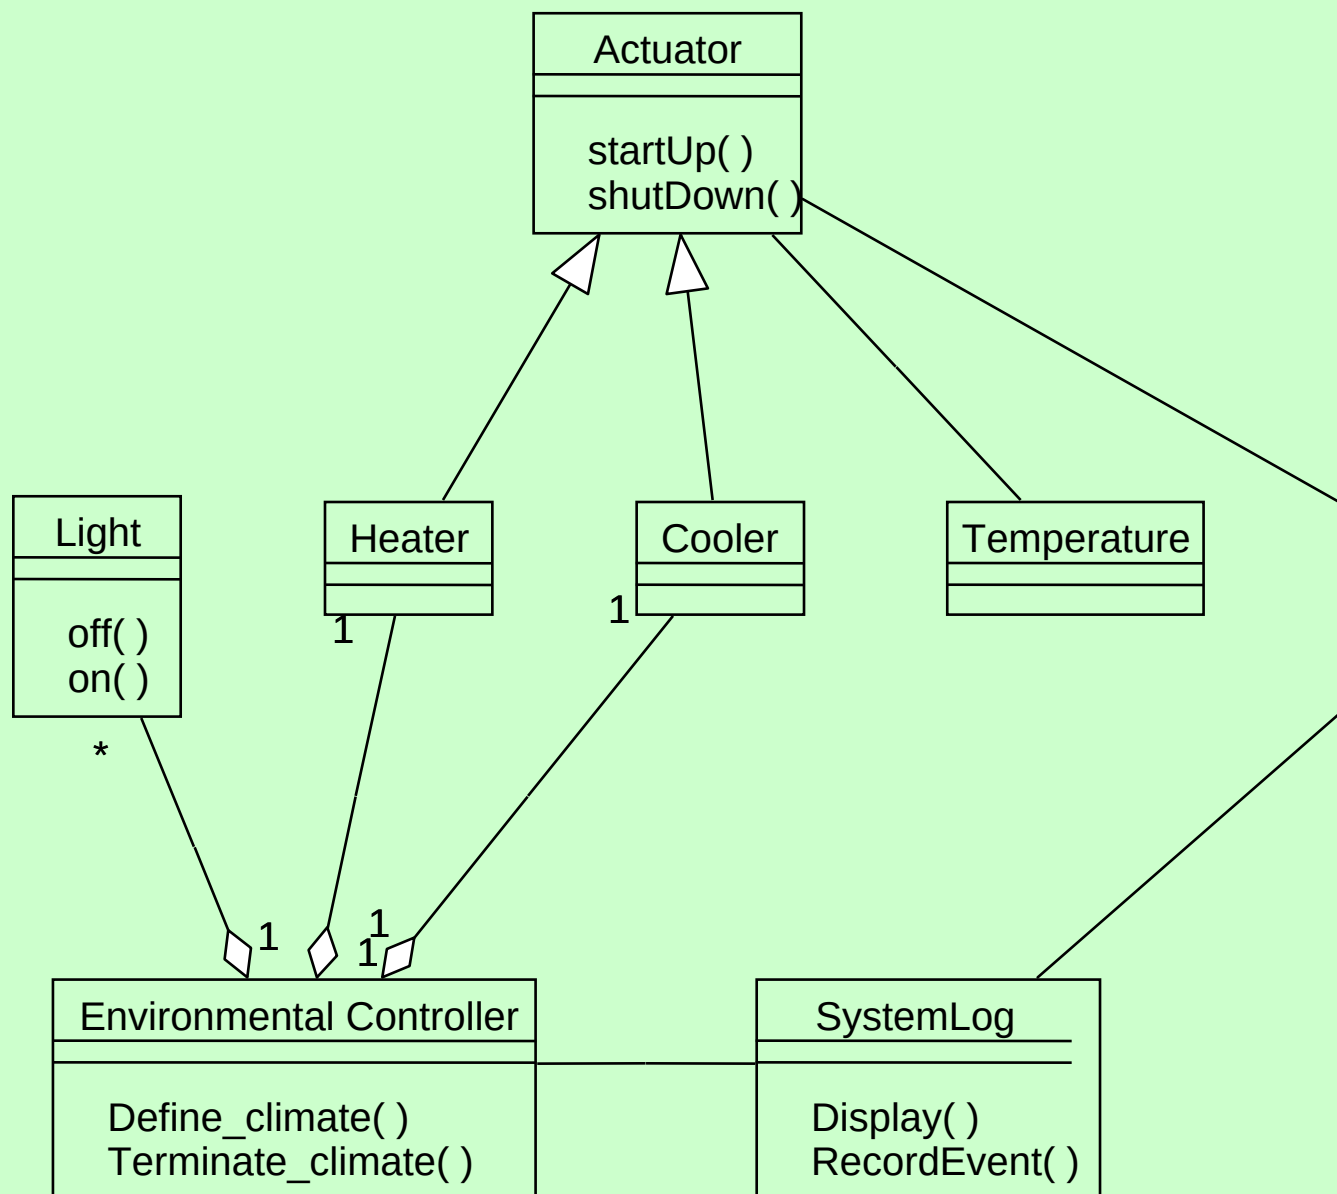 Actuator
startUp( )
shutDown( )
Light
off( )
on( )
*
Heater
1
Cooler
1
Temperature
1
1
1
Environmental Controller
Define_climate( )
Terminate_climate( )
SystemLog
Display( )
RecordEvent( )